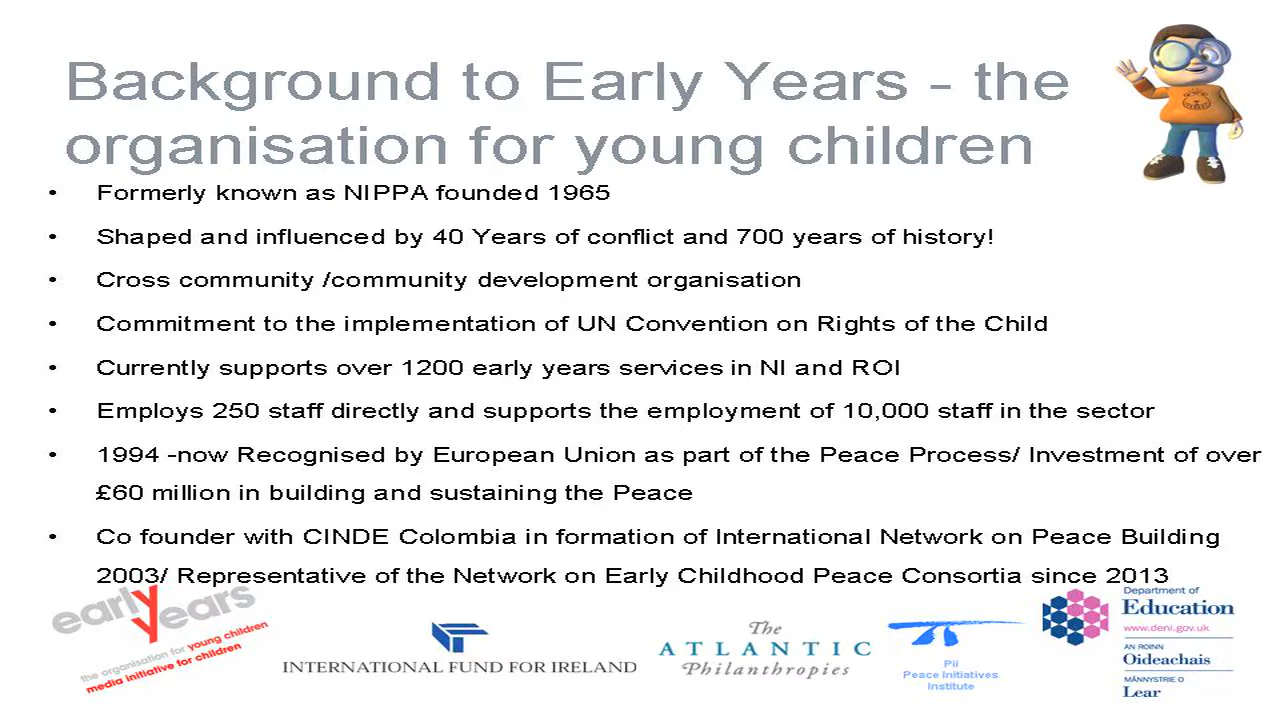 Background to Early Years - the
organisation for young children
• Formerly known as NIPPA founded 1965
• Shaped and influenced by 40 Years of conflict and 700 years of history!
• Cross community /community development organisation
• Commitment to the implementation of UN Convention on Rights of the Child
• Currently supports over 1200 early years services in NI and ROI
• Employs 250 staff directly and supports the employment of 10,000 staff in the sector
• 1994 -now Recognised by European Union as part of the Peace Process/ Investment of over
£60 million in building and sustaining the Peace
• Co founder with CINDE Colombia in formation of International Network on Peace Building
2003/ Representative of the Network on Early Childhood Peace Consortia since 2013
early years
the organisation for young children
media initiative for children
INTERNATIONAL FUND FOR IRELAND
The
ATLANTIC
Philanthropies
Pii
Peace Initiatives
Institute
Department of
Education
www.deni.gov.uk
AN ROINN
Oideachais
MÄNNYSTRIE O
Lear